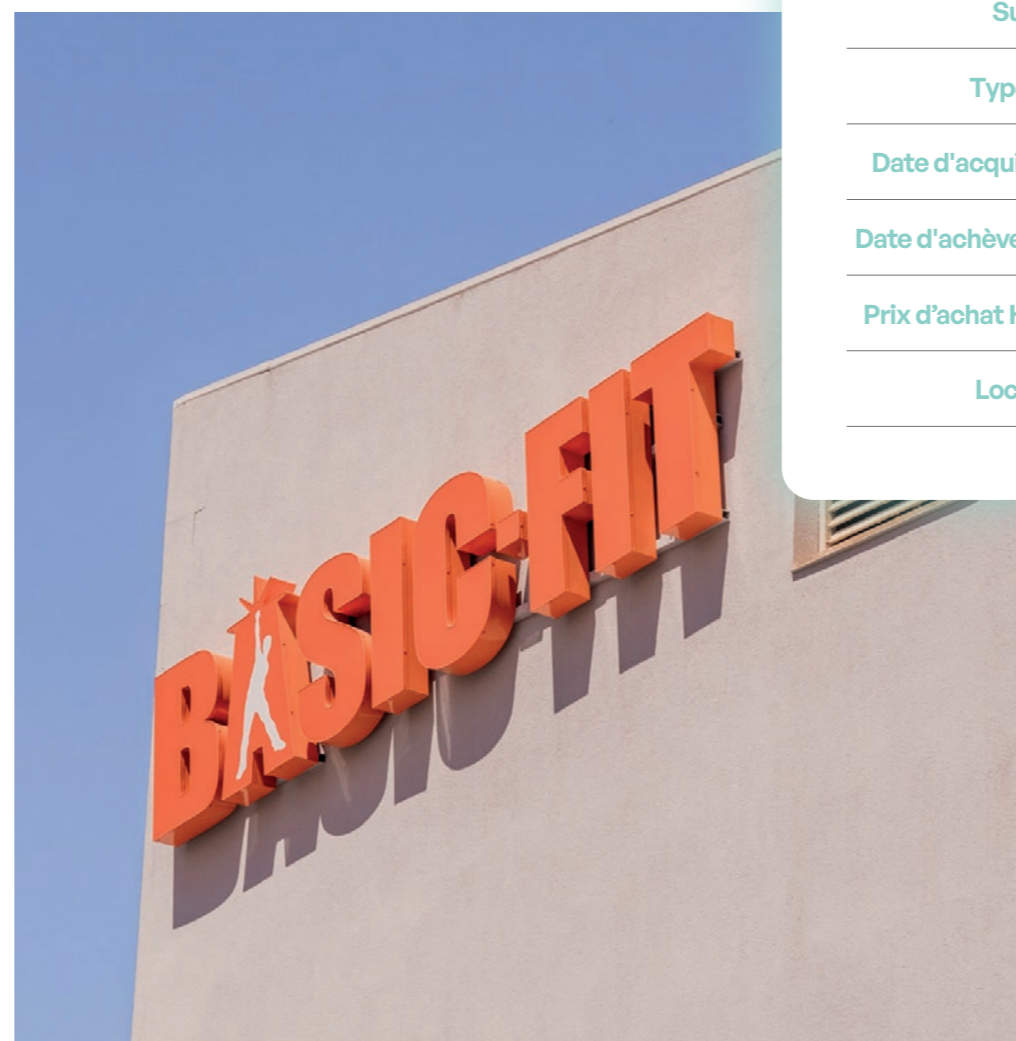 BASIC-FIT
Su
Typ
Date d'acqui
Date d'achève
Prix d’achat H
Loc